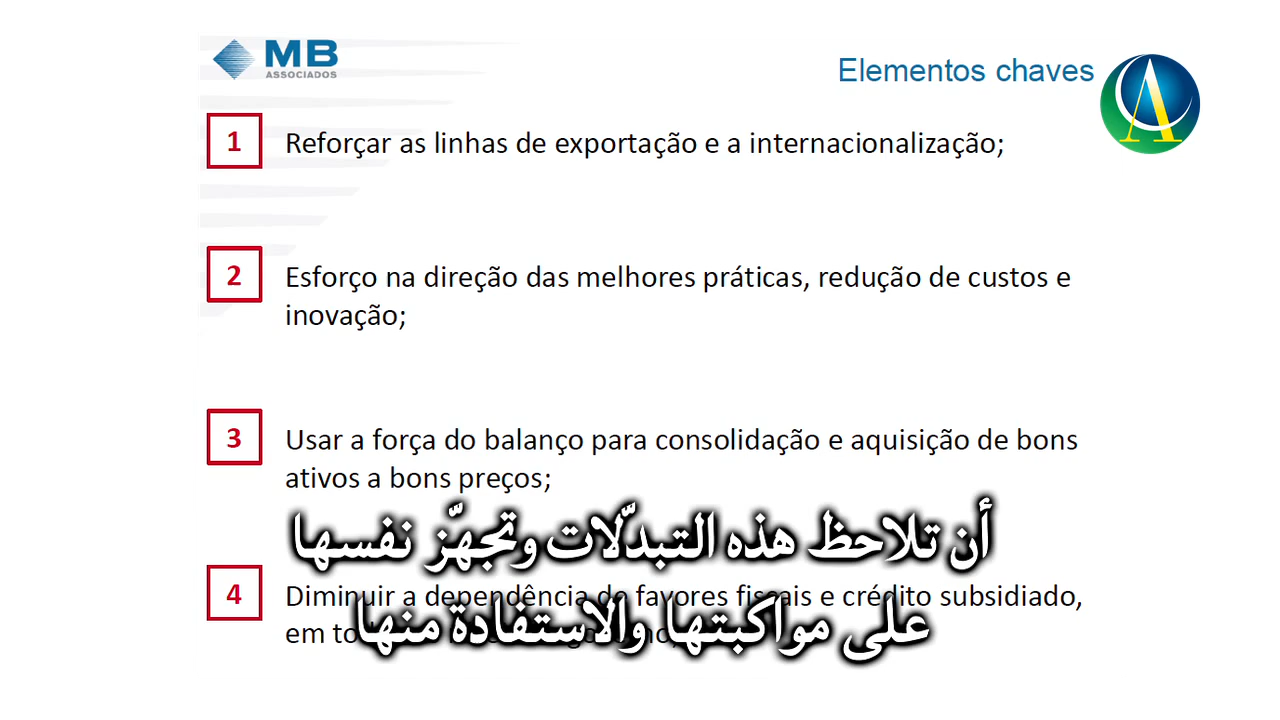 MB
ASSOCIADOS
Elementos chaves
1
Reforçar as linhas de exportação e a internacionalização;
2
Esforço na direção das melhores práticas, redução de custos e
inovação;
3
Usar a força do balanço para consolidação e aquisição de bons
ativos a bons preços;
أن تلاحظ هذه التبدّلات وتجهّز نفسها
4
Diminuir a dependência de favores fiscais e crédito subsidiado,
على مواكبتها والاستفادة منها
em